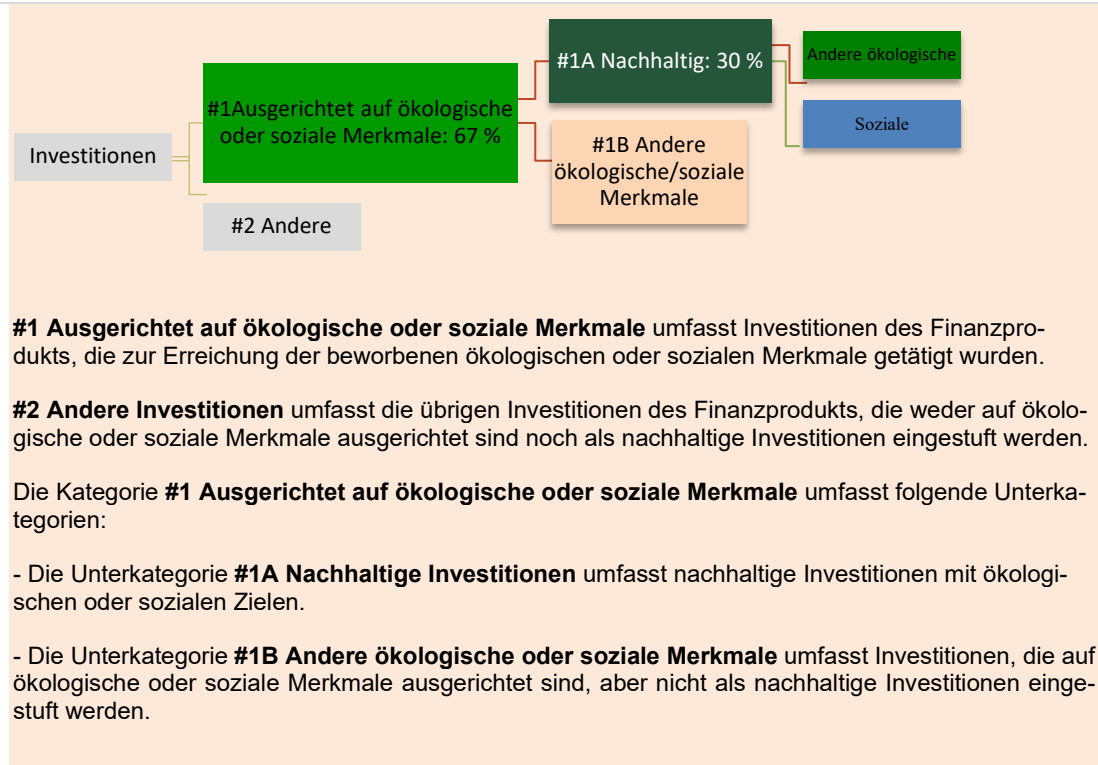 #1A Nachhaltig: 30 %
Andere ökologische
#1Ausgerichtet auf ökologische
oder soziale Merkmale: 67 %
Soziale
Investitionen
#1B Andere
ökologische/soziale
Merkmale
#2 Andere
#1 Ausgerichtet auf ökologische oder soziale Merkmale umfasst Investitionen des Finanzpro-
dukts, die zur Erreichung der beworbenen ökologischen oder sozialen Merkmale getätigt wurden.
#2 Andere Investitionen umfasst die übrigen Investitionen des Finanzprodukts, die weder auf ökolo-
gische oder soziale Merkmale ausgerichtet sind noch als nachhaltige Investitionen eingestuft werden.
Die Kategorie #1 Ausgerichtet auf ökologische oder soziale Merkmale umfasst folgende Unterka-
tegorien:
- Die Unterkategorie #1A Nachhaltige Investitionen umfasst nachhaltige Investitionen mit ökologi-
schen oder sozialen Zielen.
- Die Unterkategorie #1B Andere ökologische oder soziale Merkmale umfasst Investitionen, die auf
ökologische oder soziale Merkmale ausgerichtet sind, aber nicht als nachhaltige Investitionen einge-
stuft werden.